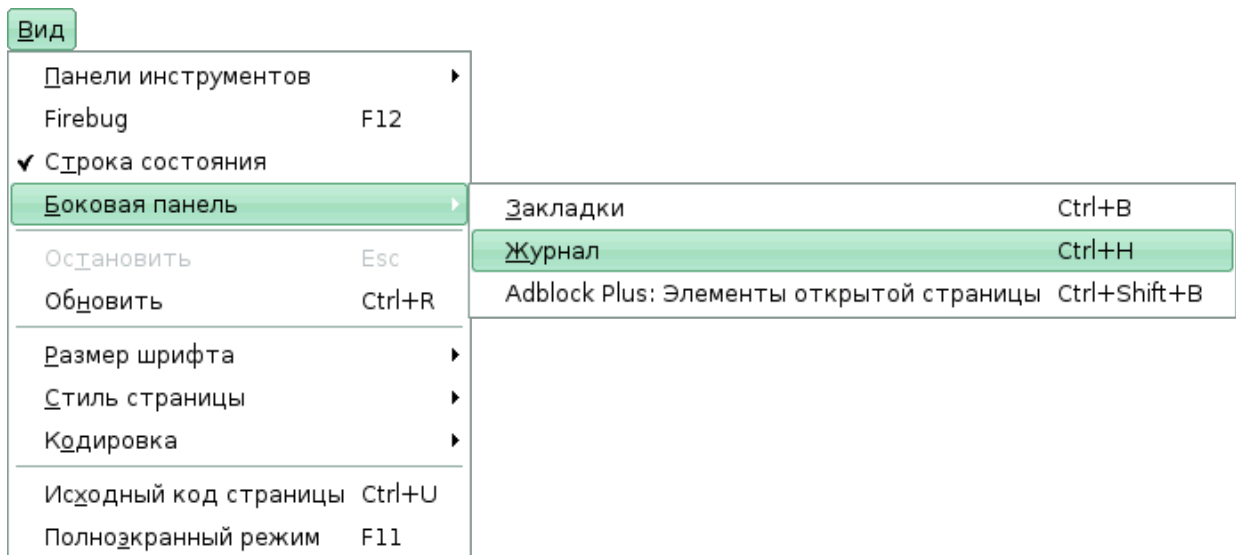 Вид
Панели инструментов
Firebug F12
Строка состояния
Боковая панель
Закладки Ctrl+B
Журнал Ctrl+H
Adblock Plus: Элементы открытой страницы Ctrl+Shift+B
Остановить Esc
Обновить Ctrl+R
Размер шрифта
Стиль страницы
Кодировка
Исходный код страницы Ctrl+U
Полноэкранный режим F11